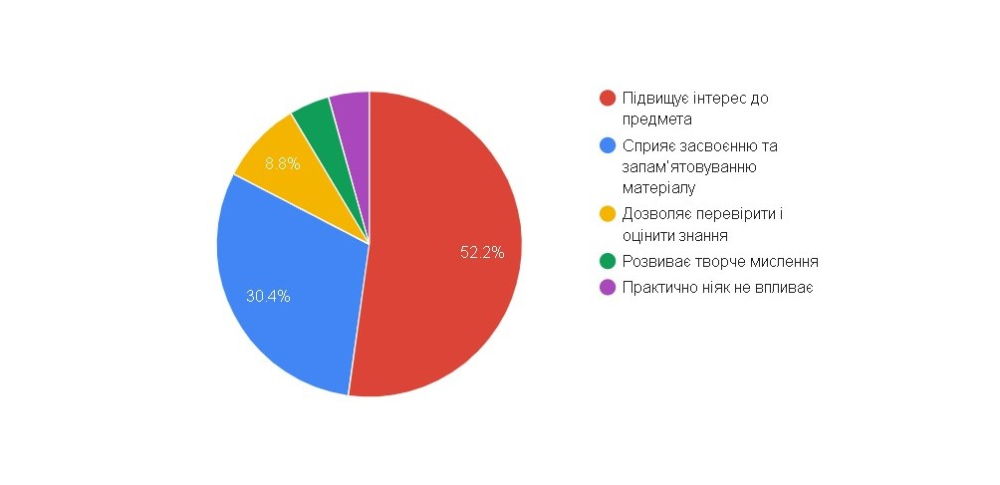 Підвищує інтерес до
предмета
Сприяє засвоєнню та
запам'ятовуванню
матеріалу
Дозволяє перевірити і
оцінити знання
Розвиває творче мислення
Практично ніяк не впливає
8.8%
52.2%
30.4%